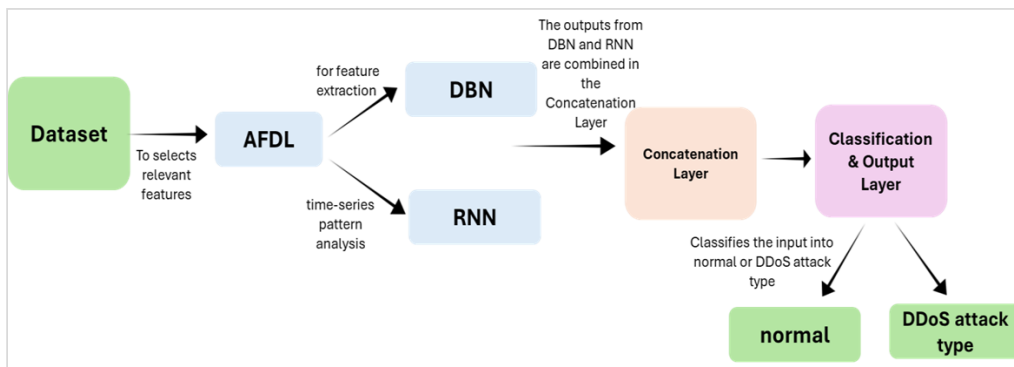 Dataset
To selects
relevant
features
AFDL
for feature
extraction
time-series
pattern
analysis
DBN
RNN
The outputs from
DBN and RNN
are combined in
the
Concatenation
Layer
Concatenation
Layer
Classification
& Output
Layer
Classifies the input into
normal or DDoS attack
type
normal
DDoS attack
type